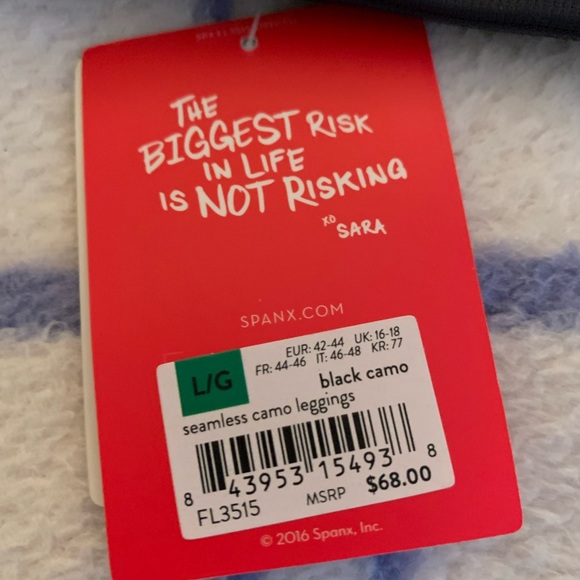 THE
BIGGEST RISK
IN LIFE
IS NOT RISKING
XO
SARA
SPANX.COM
L/G
EUR: 42-44 UK: 16-18
FR: 44-46 IT: 46-48 KR: 77
black camo
seamless camo leggings
8 43953 15493 8
FL3515 MSRP $68.00
© 2016 Spanx, Inc.